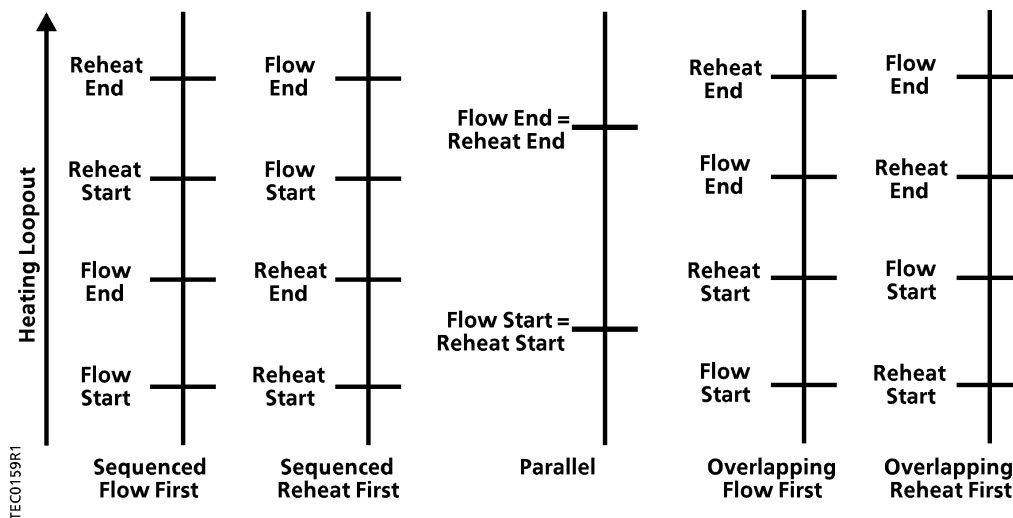 Heating Loopout
Reheat
End
Reheat
Start
Flow
End
Flow
Start
Sequenced
Flow First
Flow
End
Flow
Start
Reheat
End
Reheat
Start
Sequenced
Reheat First
Flow End =
Reheat End
Flow Start =
Reheat Start
Parallel
Reheat
End
Flow
End
Reheat
Start
Flow
Start
Overlapping
Flow First
Flow
End
Reheat
End
Flow
Start
Reheat
Start
Overlapping
Reheat First
TEC0159R1